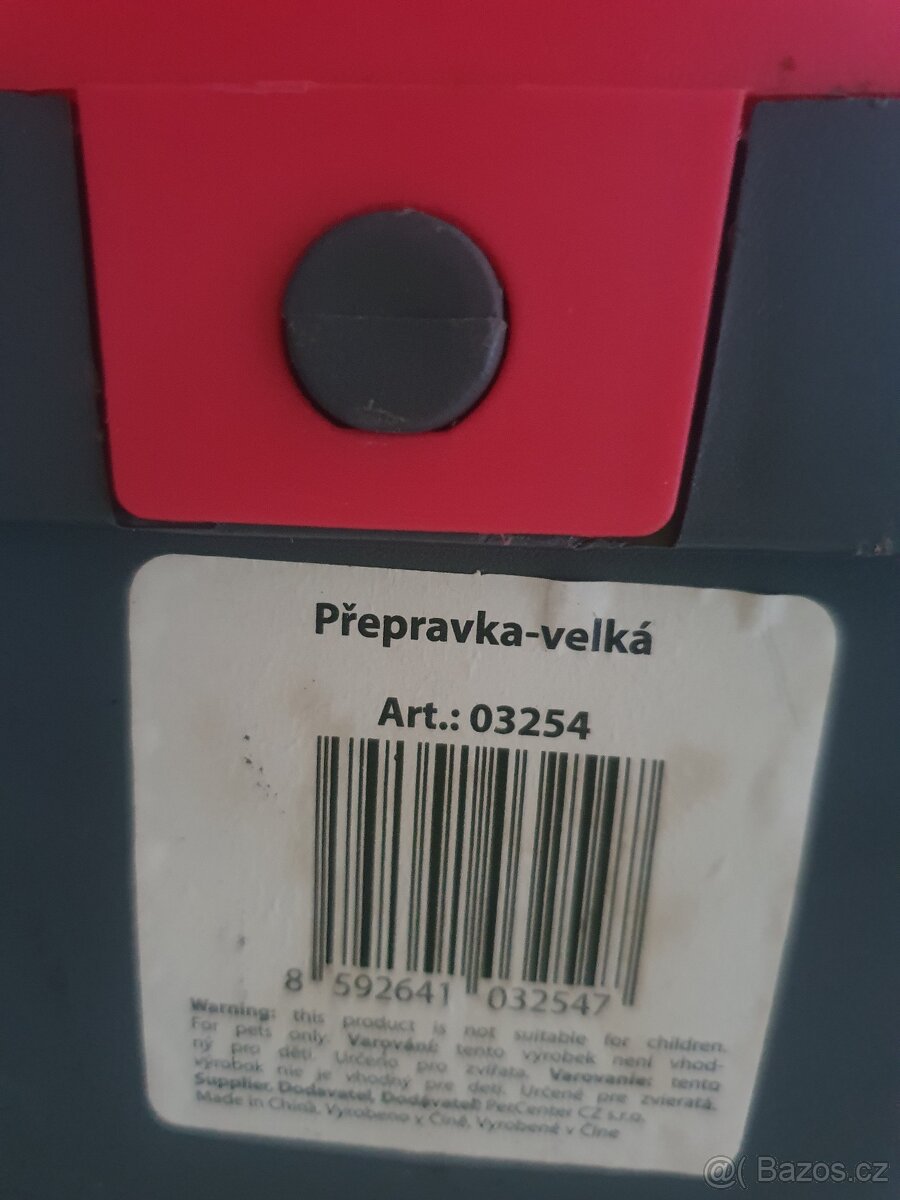 Přepravka-velká
Art.: 03254
8 592641 032547
Warning: this product is not suitable for children.
For pets only. Varování: tento výrobek není vhod-
ný pro děti. Určeno pro zvířata. Varovanie: tento
výrobok nie je vhodný pre deti. Určené pre zvieratá.
Supplier, Dodavatel, Dodávateľ: PetCenter CZ s.r.o.
Made in China, Vyrobeno v Číně, Vyrobené v Číne
@( Bazos.cz